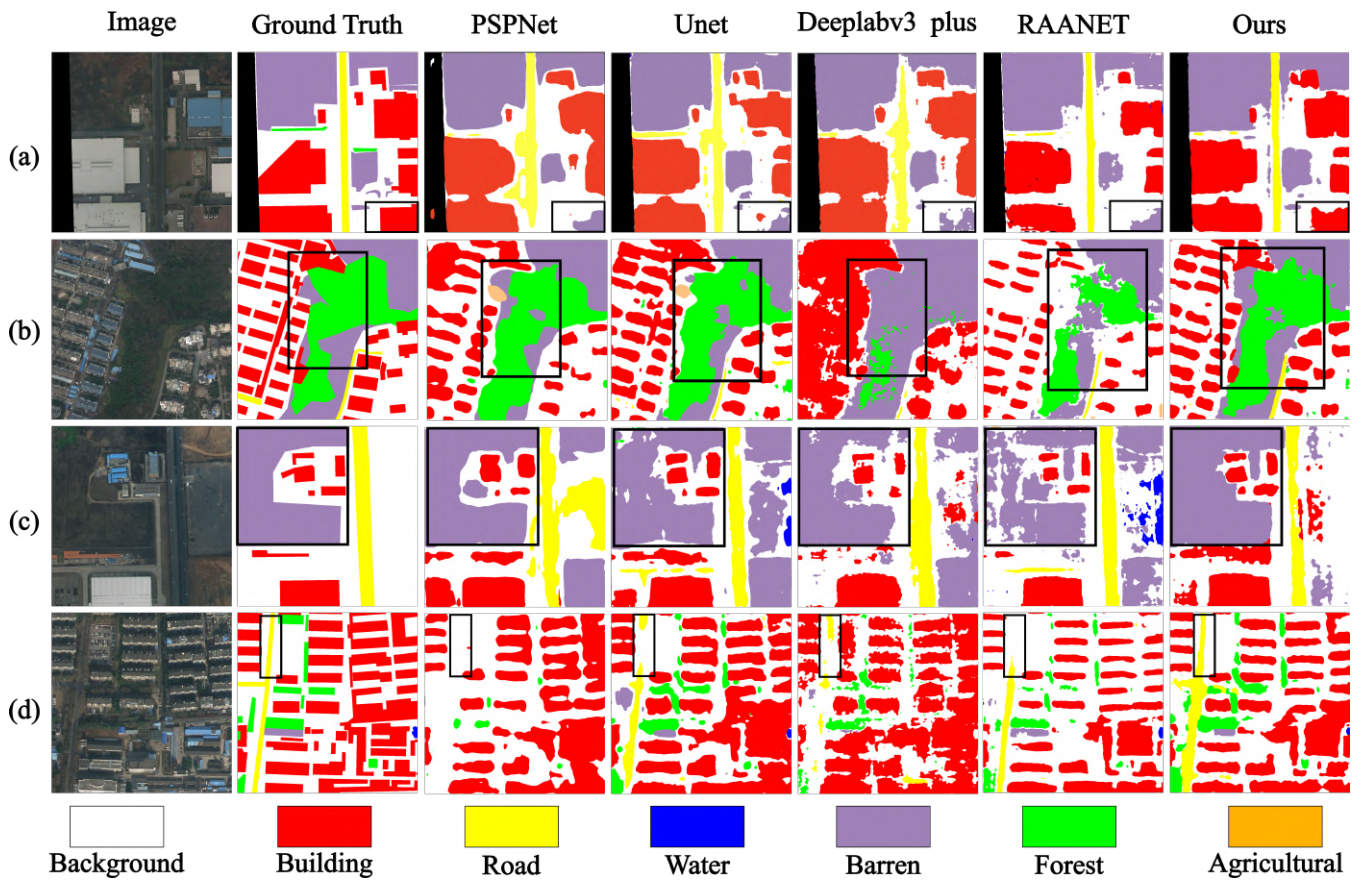 Image Ground Truth PSPNet Unet Deeplabv3 plus RAANET Ours
(a)
(b)
(c)
(d)
Background Building Road Water Barren Forest Agricultural